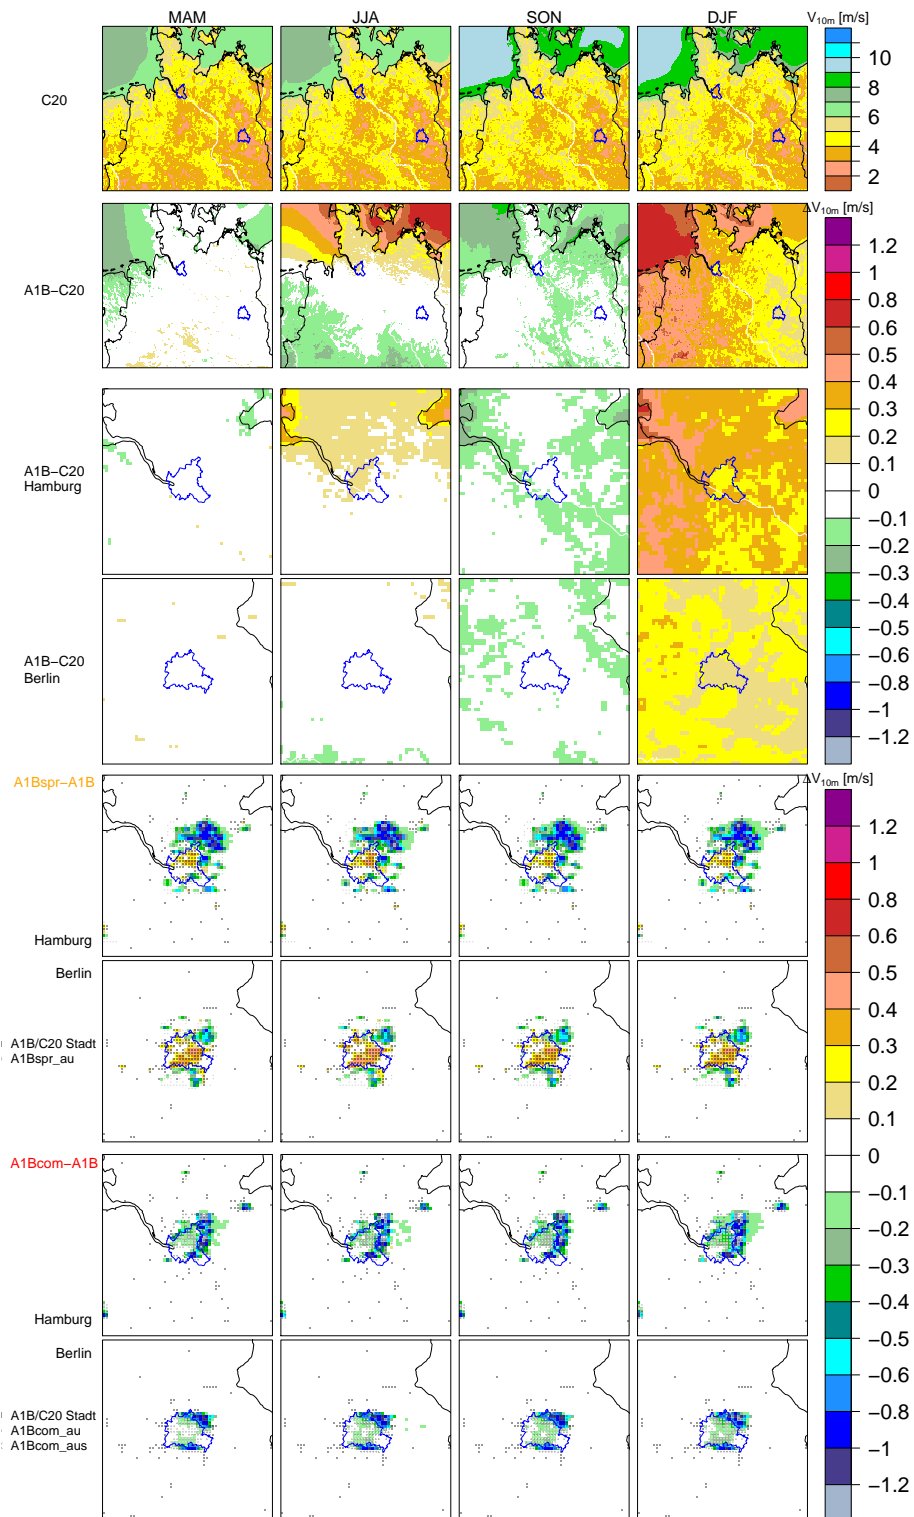 MAM JJA SON DJF V10m [m/s]
C20
10
8
6
4
2
ΔV10m [m/s]
A1B−C20
1.2
1
0.8
0.6
0.5
0.4
0.3
0.2
0.1
0
−0.1
−0.2
−0.3
−0.4
−0.5
−0.6
−0.8
−1
−1.2
A1B−C20
Hamburg
A1B−C20
Berlin
A1Bspr−A1B
ΔV10m [m/s]
Hamburg
Berlin
A1B/C20 Stadt
A1Bspr_au
1.2
1
0.8
0.6
0.5
0.4
0.3
0.2
0.1
0
−0.1
−0.2
−0.3
−0.4
−0.5
−0.6
−0.8
−1
−1.2
A1Bcom−A1B
Hamburg
Berlin
A1B/C20 Stadt
A1Bcom_au
A1Bcom_aus